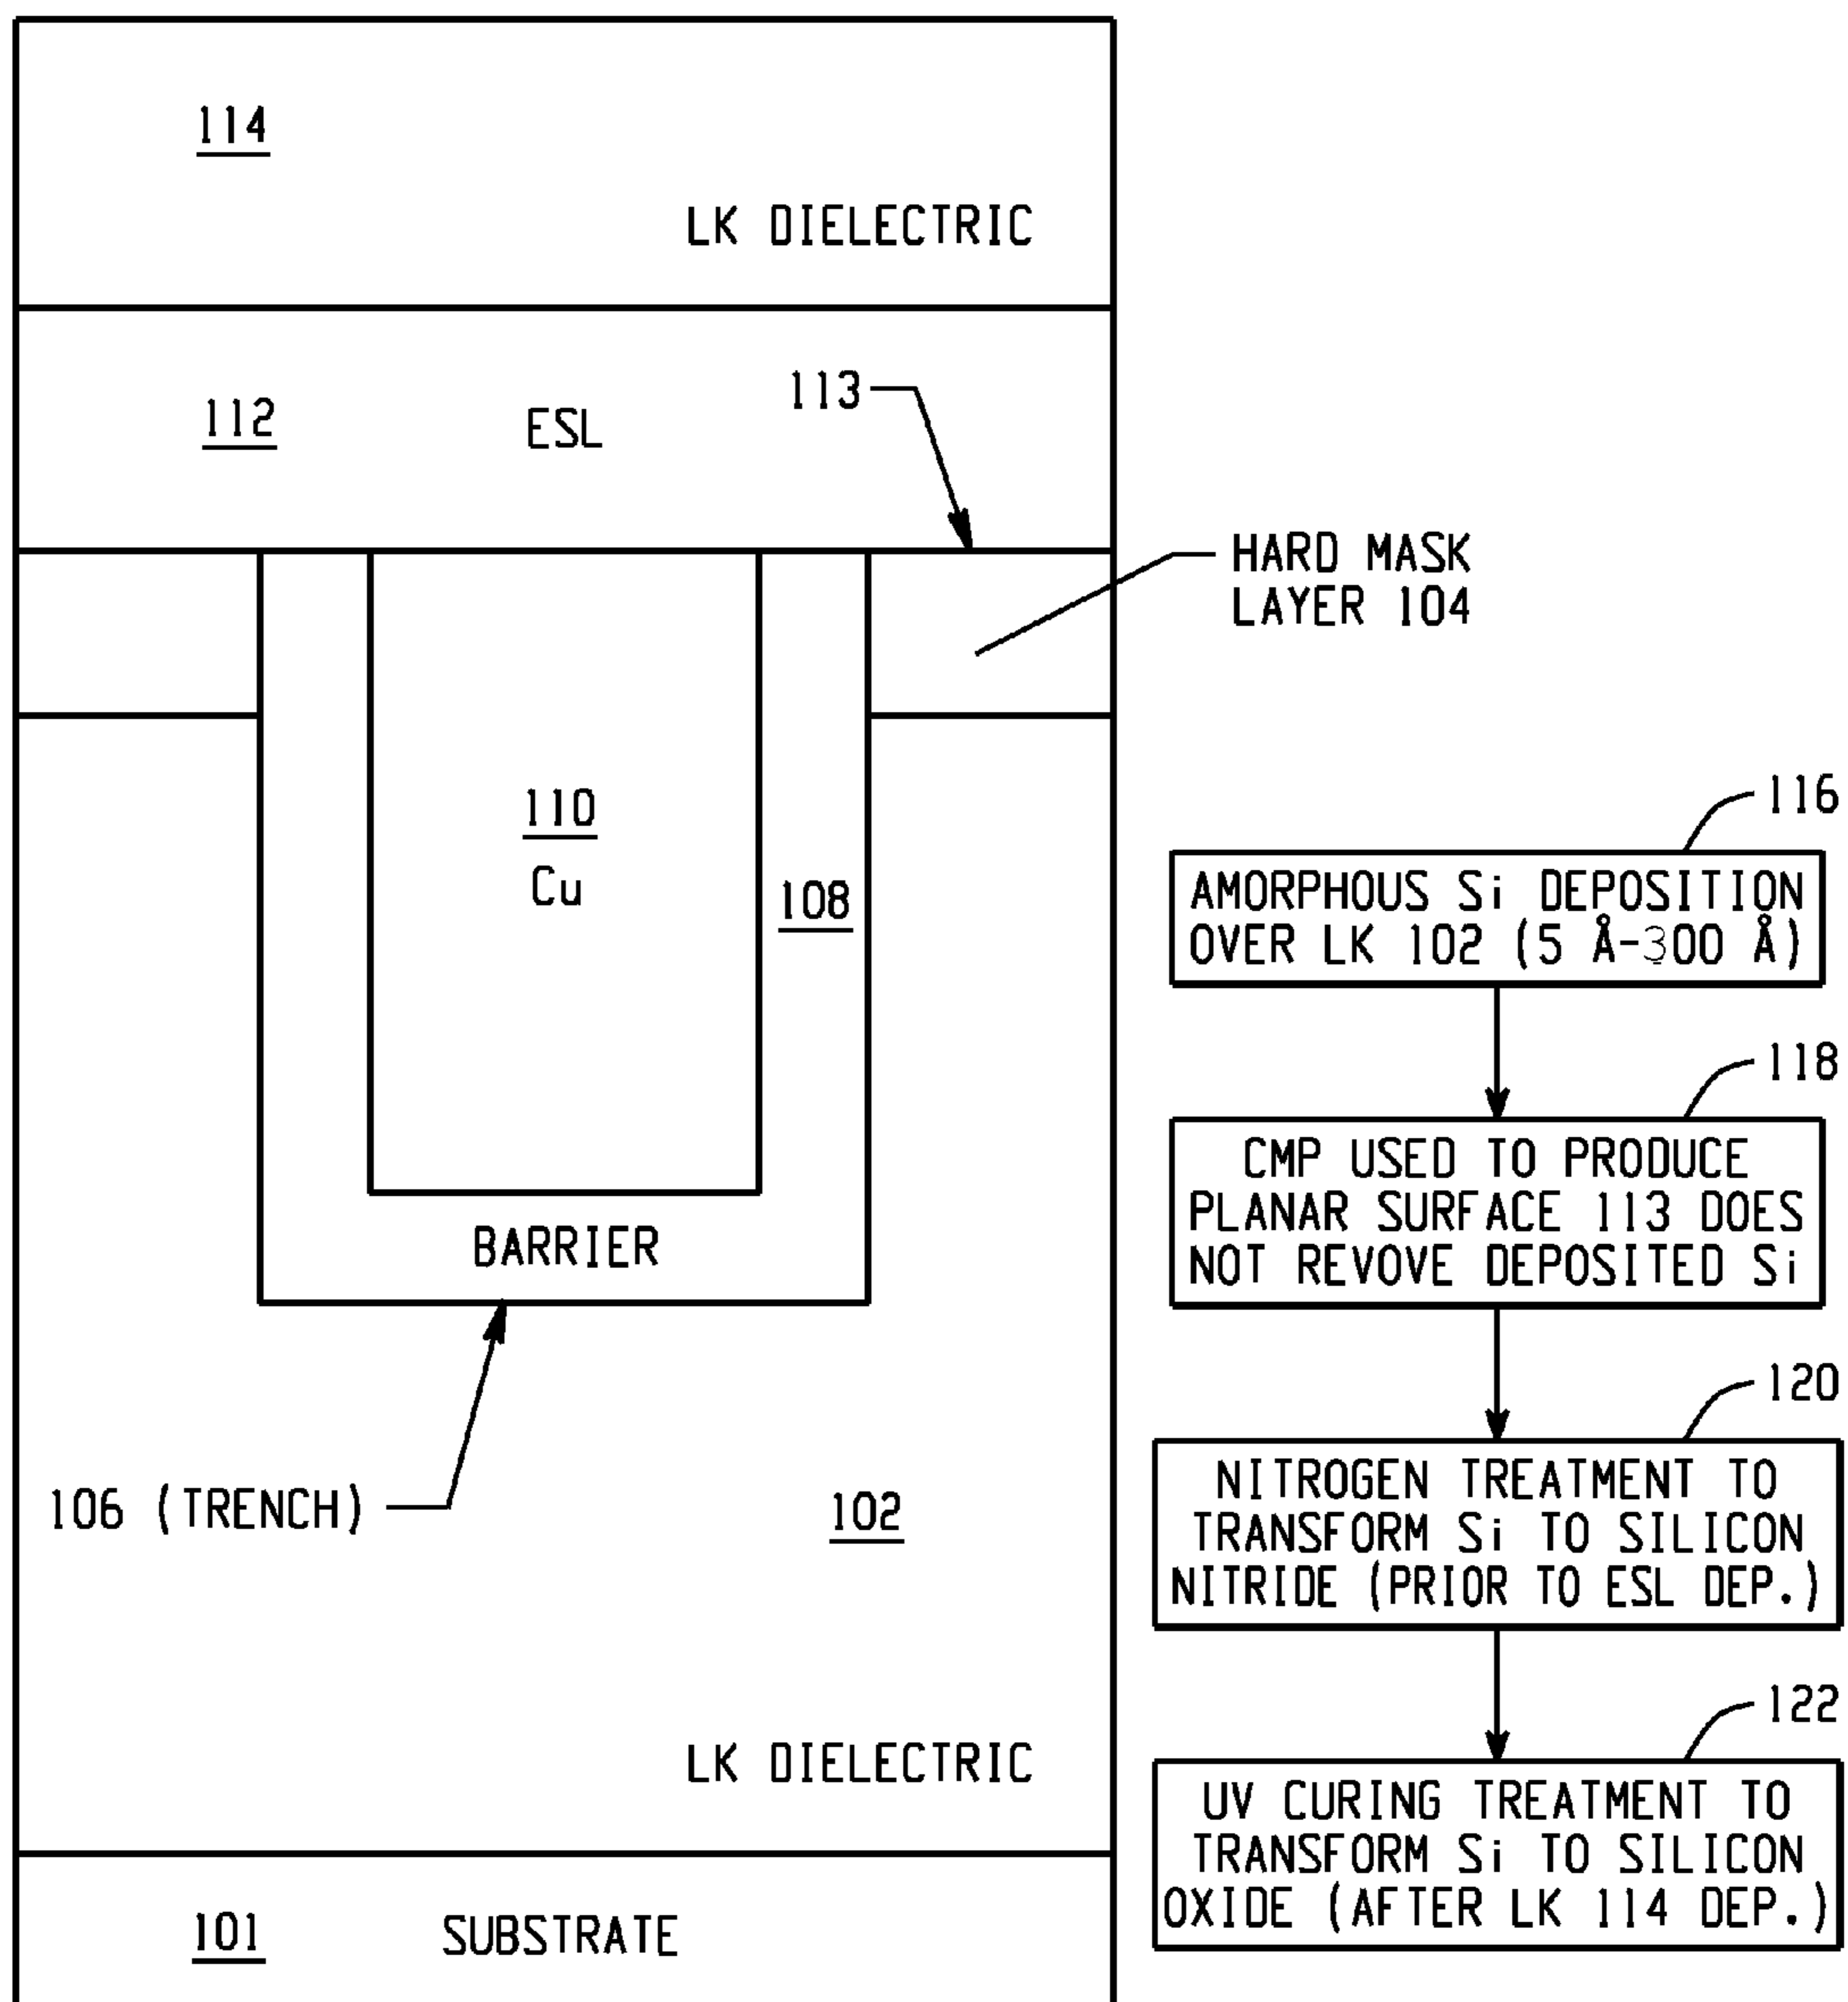 114
LK DIELECTRIC
112
ESL
113
HARD MASK
LAYER 104
110
Cu
108
BARRIER
106 (TRENCH)
102
LK DIELECTRIC
101
SUBSTRATE
116
AMORPHOUS Si DEPOSITION
OVER LK 102 (5 Å-300 Å)
118
CMP USED TO PRODUCE
PLANAR SURFACE 113 DOES
NOT REVOVE DEPOSITED Si
120
NITROGEN TREATMENT TO
TRANSFORM Si TO SILICON
NITRIDE (PRIOR TO ESL DEP.)
122
UV CURING TREATMENT TO
TRANSFORM Si TO SILICON
OXIDE (AFTER LK 114 DEP.)